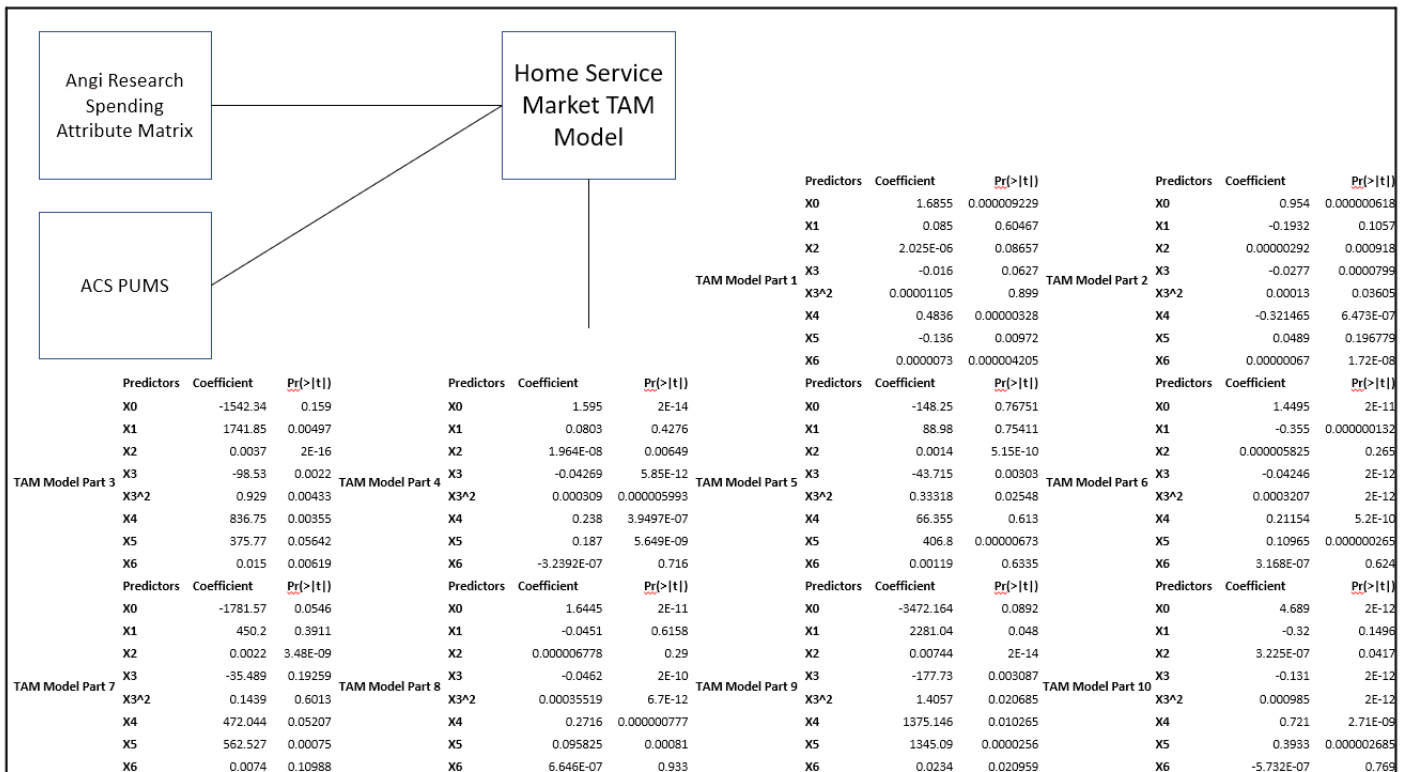 Angi Research
Spending
Attribute Matrix
Home Service
Market TAM
Model
ACS PUMS
TAM Model Part 1
Predictors Coefficient Pr(>|t|)
X0 1.6855 0.000009229
X1 0.085 0.60467
X2 2.025E-06 0.08657
X3 -0.016 0.0627
X3^2 0.00001105 0.899
X4 0.4836 0.00000328
X5 -0.136 0.00972
X6 0.0000073 0.000004205
TAM Model Part 2
Predictors Coefficient Pr(>|t|)
X0 0.954 0.000000618
X1 -0.1932 0.1057
X2 0.00000292 0.000918
X3 -0.0277 0.0000799
X3^2 0.00013 0.03605
X4 -0.321465 6.473E-07
X5 0.0489 0.196779
X6 0.00000067 1.72E-08
TAM Model Part 3
Predictors Coefficient Pr(>|t|)
X0 -1542.34 0.159
X1 1741.85 0.00497
X2 0.0037 2E-16
X3 -98.53 0.0022
X3^2 0.929 0.00433
X4 836.75 0.00355
X5 375.77 0.05642
X6 0.015 0.00619
TAM Model Part 4
Predictors Coefficient Pr(>|t|)
X0 1.595 2E-14
X1 0.0803 0.4276
X2 1.964E-08 0.00649
X3 -0.04269 5.85E-12
X3^2 0.000309 0.000005993
X4 0.238 3.9497E-07
X5 0.187 5.649E-09
X6 -3.2392E-07 0.716
TAM Model Part 5
Predictors Coefficient Pr(>|t|)
X0 -148.25 0.76751
X1 88.98 0.75411
X2 0.0014 5.15E-10
X3 -43.715 0.00303
X3^2 0.33318 0.02548
X4 66.355 0.613
X5 406.8 0.00000673
X6 0.00119 0.6335
TAM Model Part 6
Predictors Coefficient Pr(>|t|)
X0 1.4495 2E-11
X1 -0.355 0.000000132
X2 0.000005825 0.265
X3 -0.04246 2E-12
X3^2 0.0003207 2E-12
X4 0.21154 5.2E-10
X5 0.10965 0.000000265
X6 3.168E-07 0.624
TAM Model Part 7
Predictors Coefficient Pr(>|t|)
X0 -1781.57 0.0546
X1 450.2 0.3911
X2 0.0022 3.48E-09
X3 -35.489 0.19259
X3^2 0.1439 0.6013
X4 472.044 0.05207
X5 562.527 0.00075
X6 0.0074 0.10988
TAM Model Part 8
Predictors Coefficient Pr(>|t|)
X0 1.6445 2E-11
X1 -0.0451 0.6158
X2 0.000006778 0.29
X3 -0.0462 2E-10
X3^2 0.00035519 6.7E-12
X4 0.2716 0.000000777
X5 0.095825 0.00081
X6 6.646E-07 0.933
TAM Model Part 9
Predictors Coefficient Pr(>|t|)
X0 -3472.164 0.0892
X1 2281.04 0.048
X2 0.00744 2E-14
X3 -177.73 0.003087
X3^2 1.4057 0.020685
X4 1375.146 0.010265
X5 1345.09 0.0000256
X6 0.0234 0.020959
TAM Model Part 10
Predictors Coefficient Pr(>|t|)
X0 4.689 2E-12
X1 -0.32 0.1496
X2 3.225E-07 0.0417
X3 -0.131 2E-12
X3^2 0.000985 2E-12
X4 0.721 2.71E-09
X5 0.3933 0.000002685
X6 -5.732E-07 0.769